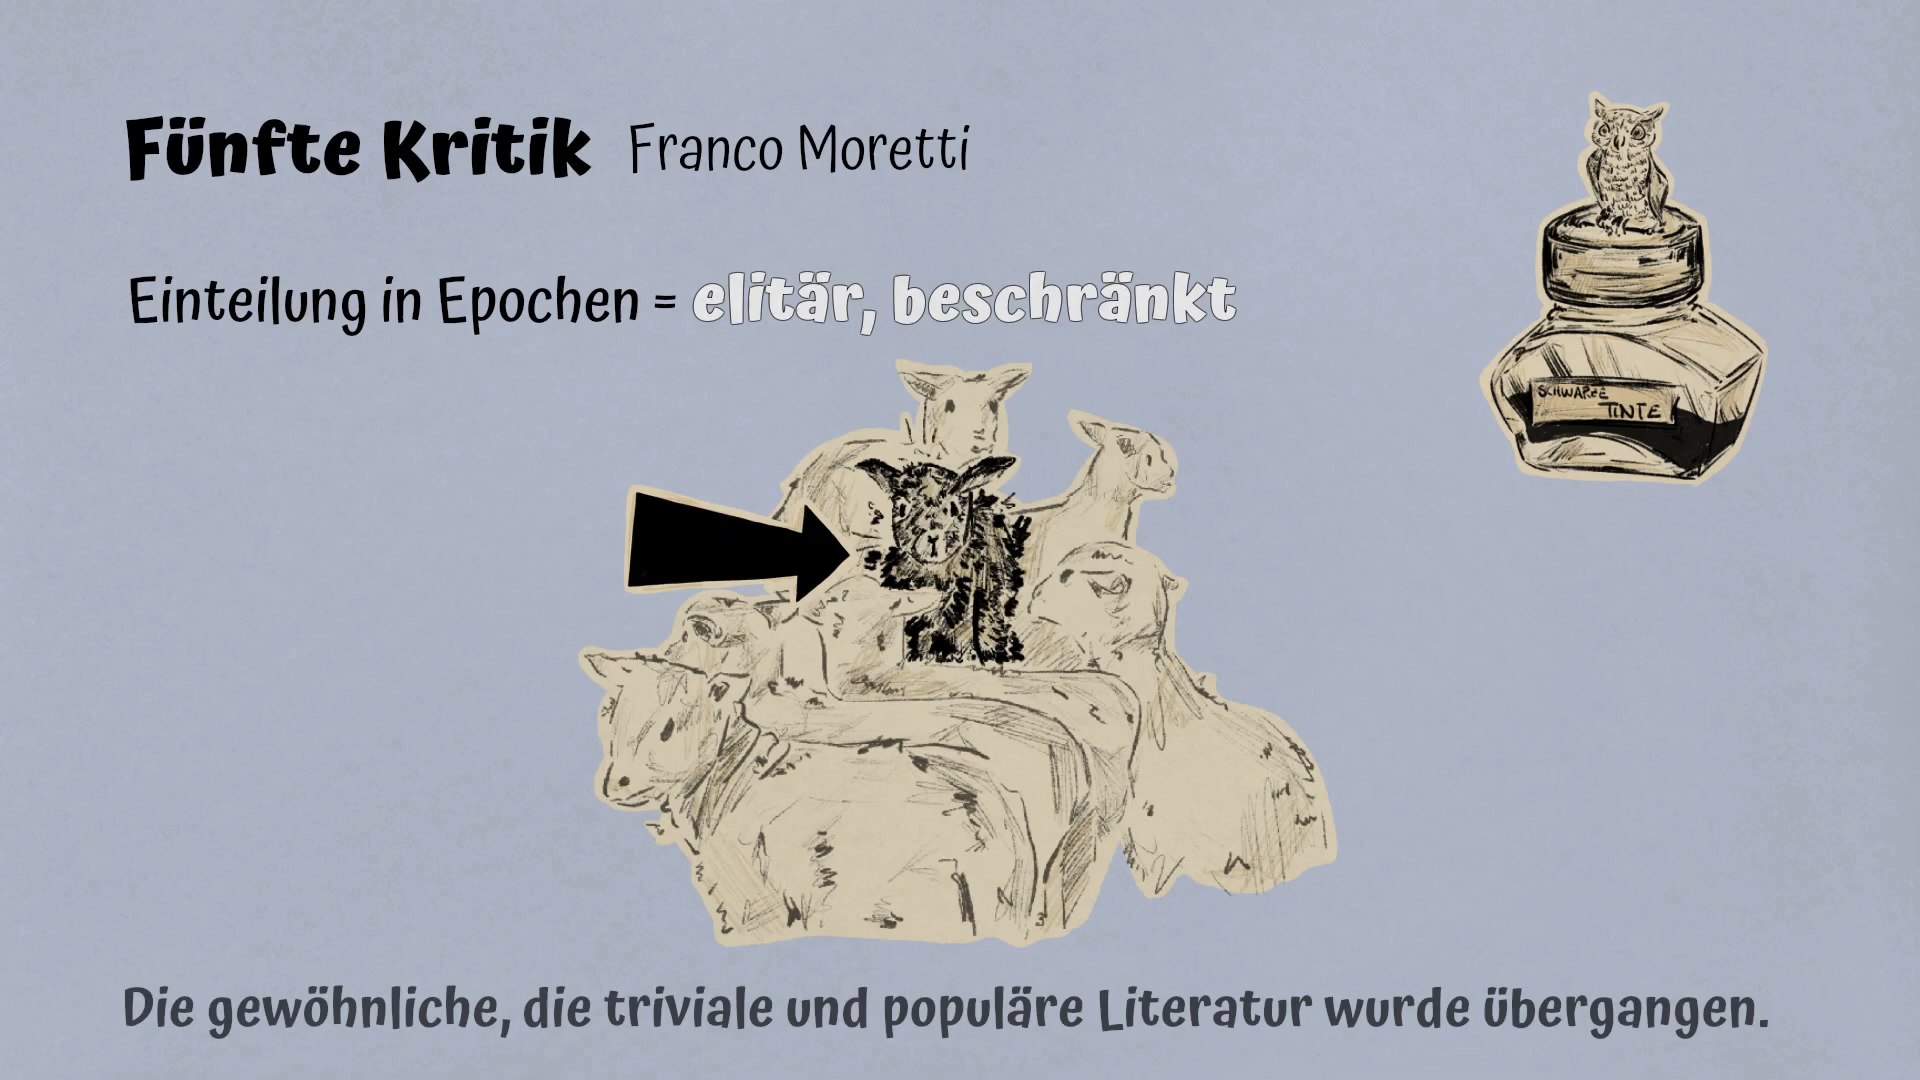 Fünfte Kritik Franco Moretti
Einteilung in Epochen = elitär, beschränkt
SCHWARZE
TINTE
Die gewöhnliche, die triviale und populäre Literatur wurde übergangen.